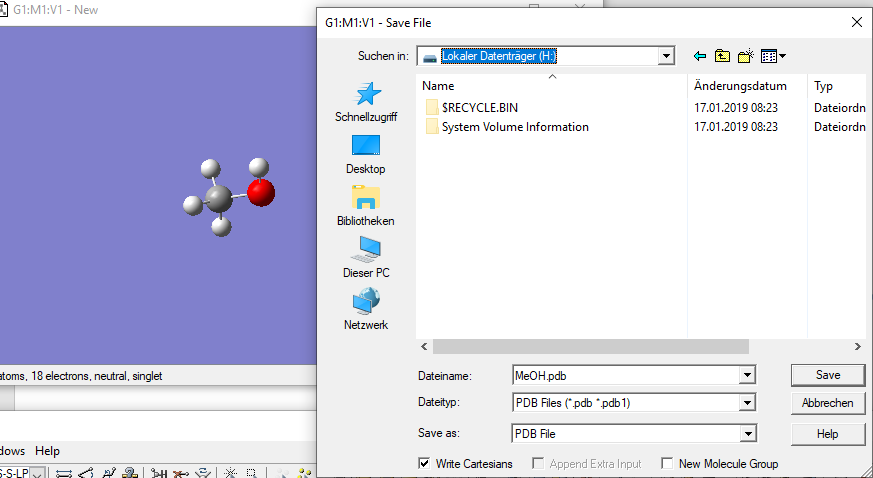 G1:M1:V1 - New
G1:M1:V1 - Save File
Suchen in: Lokaler Datenträger (H:)
Name Änderungsdatum Typ
$RECYCLE.BIN 17.01.2019 08:23 Dateiordn
System Volume Information 17.01.2019 08:23 Dateiordn
Schnellzugriff
Desktop
Bibliotheken
Dieser PC
Netzwerk
atoms, 18 electrons, neutral, singlet
Dateiname: MeOH.pdb Save
Dateityp: PDB Files (*.pdb *.pdb1) Abbrechen
Save as: PDB File Help
Write Cartesians Append Extra Input New Molecule Group
dows Help
S-S-LP